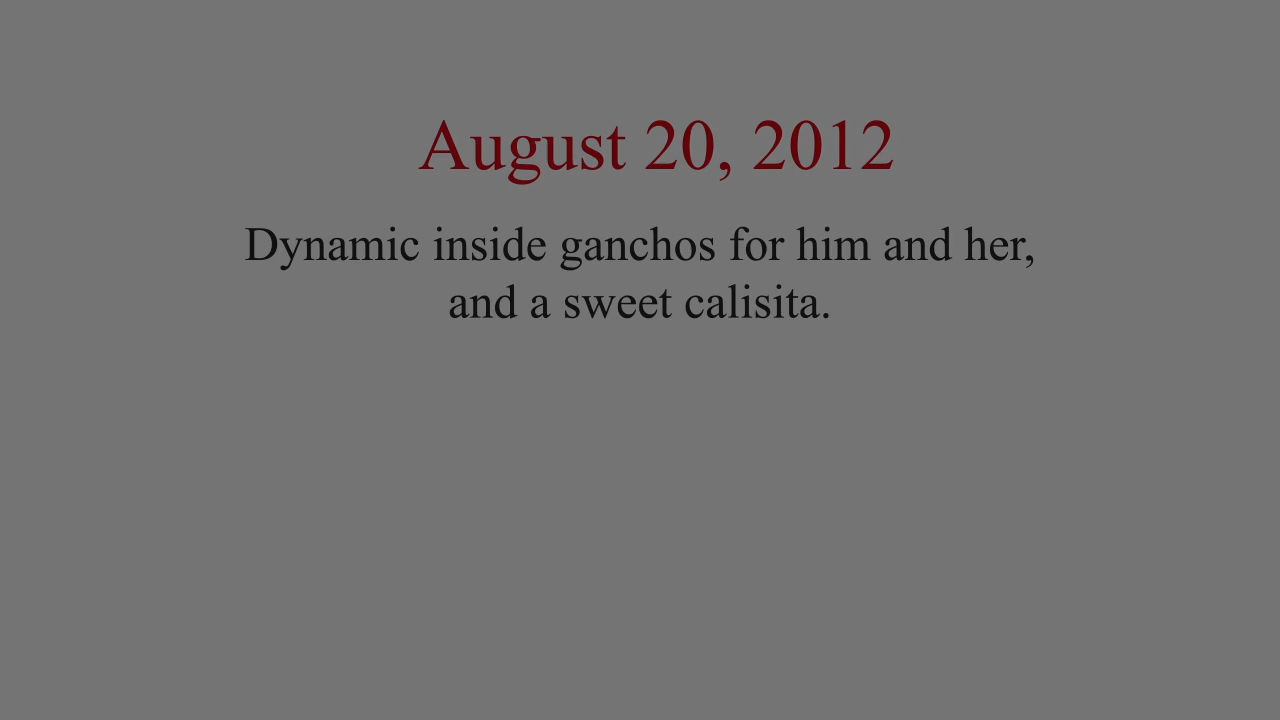 August 20, 2012
Dynamic inside ganchos for him and her,
and a sweet calisita.